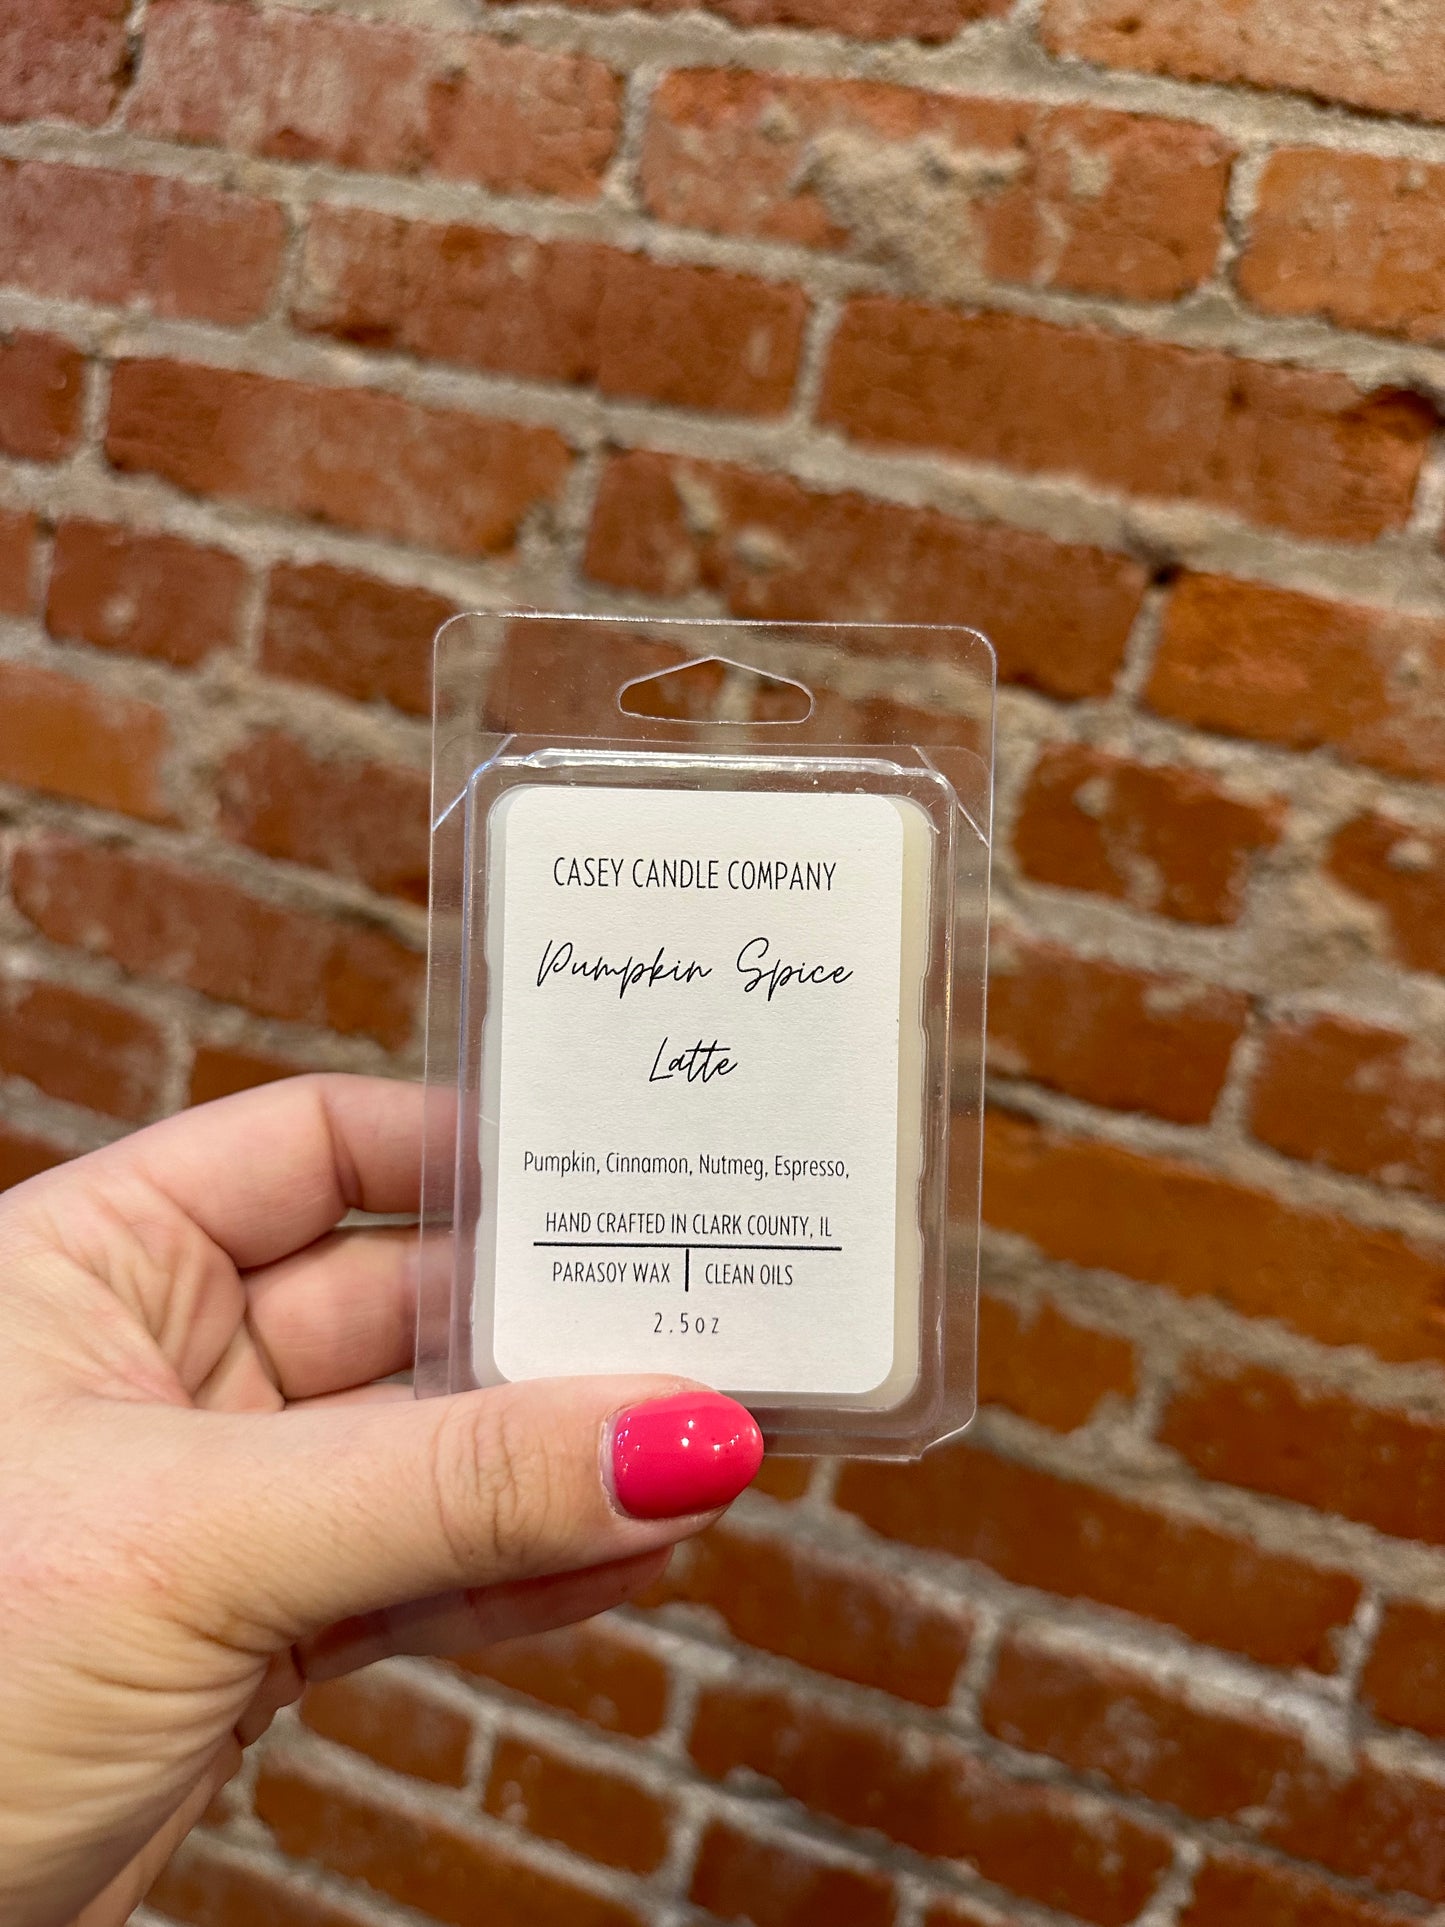 CASEY CANDLE COMPANY
Pumpkin Spice
Latte
Pumpkin, Cinnamon, Nutmeg, Espresso,
HAND CRAFTED IN CLARK COUNTY, IL
PARASOY WAX | CLEAN OILS
2.5oz